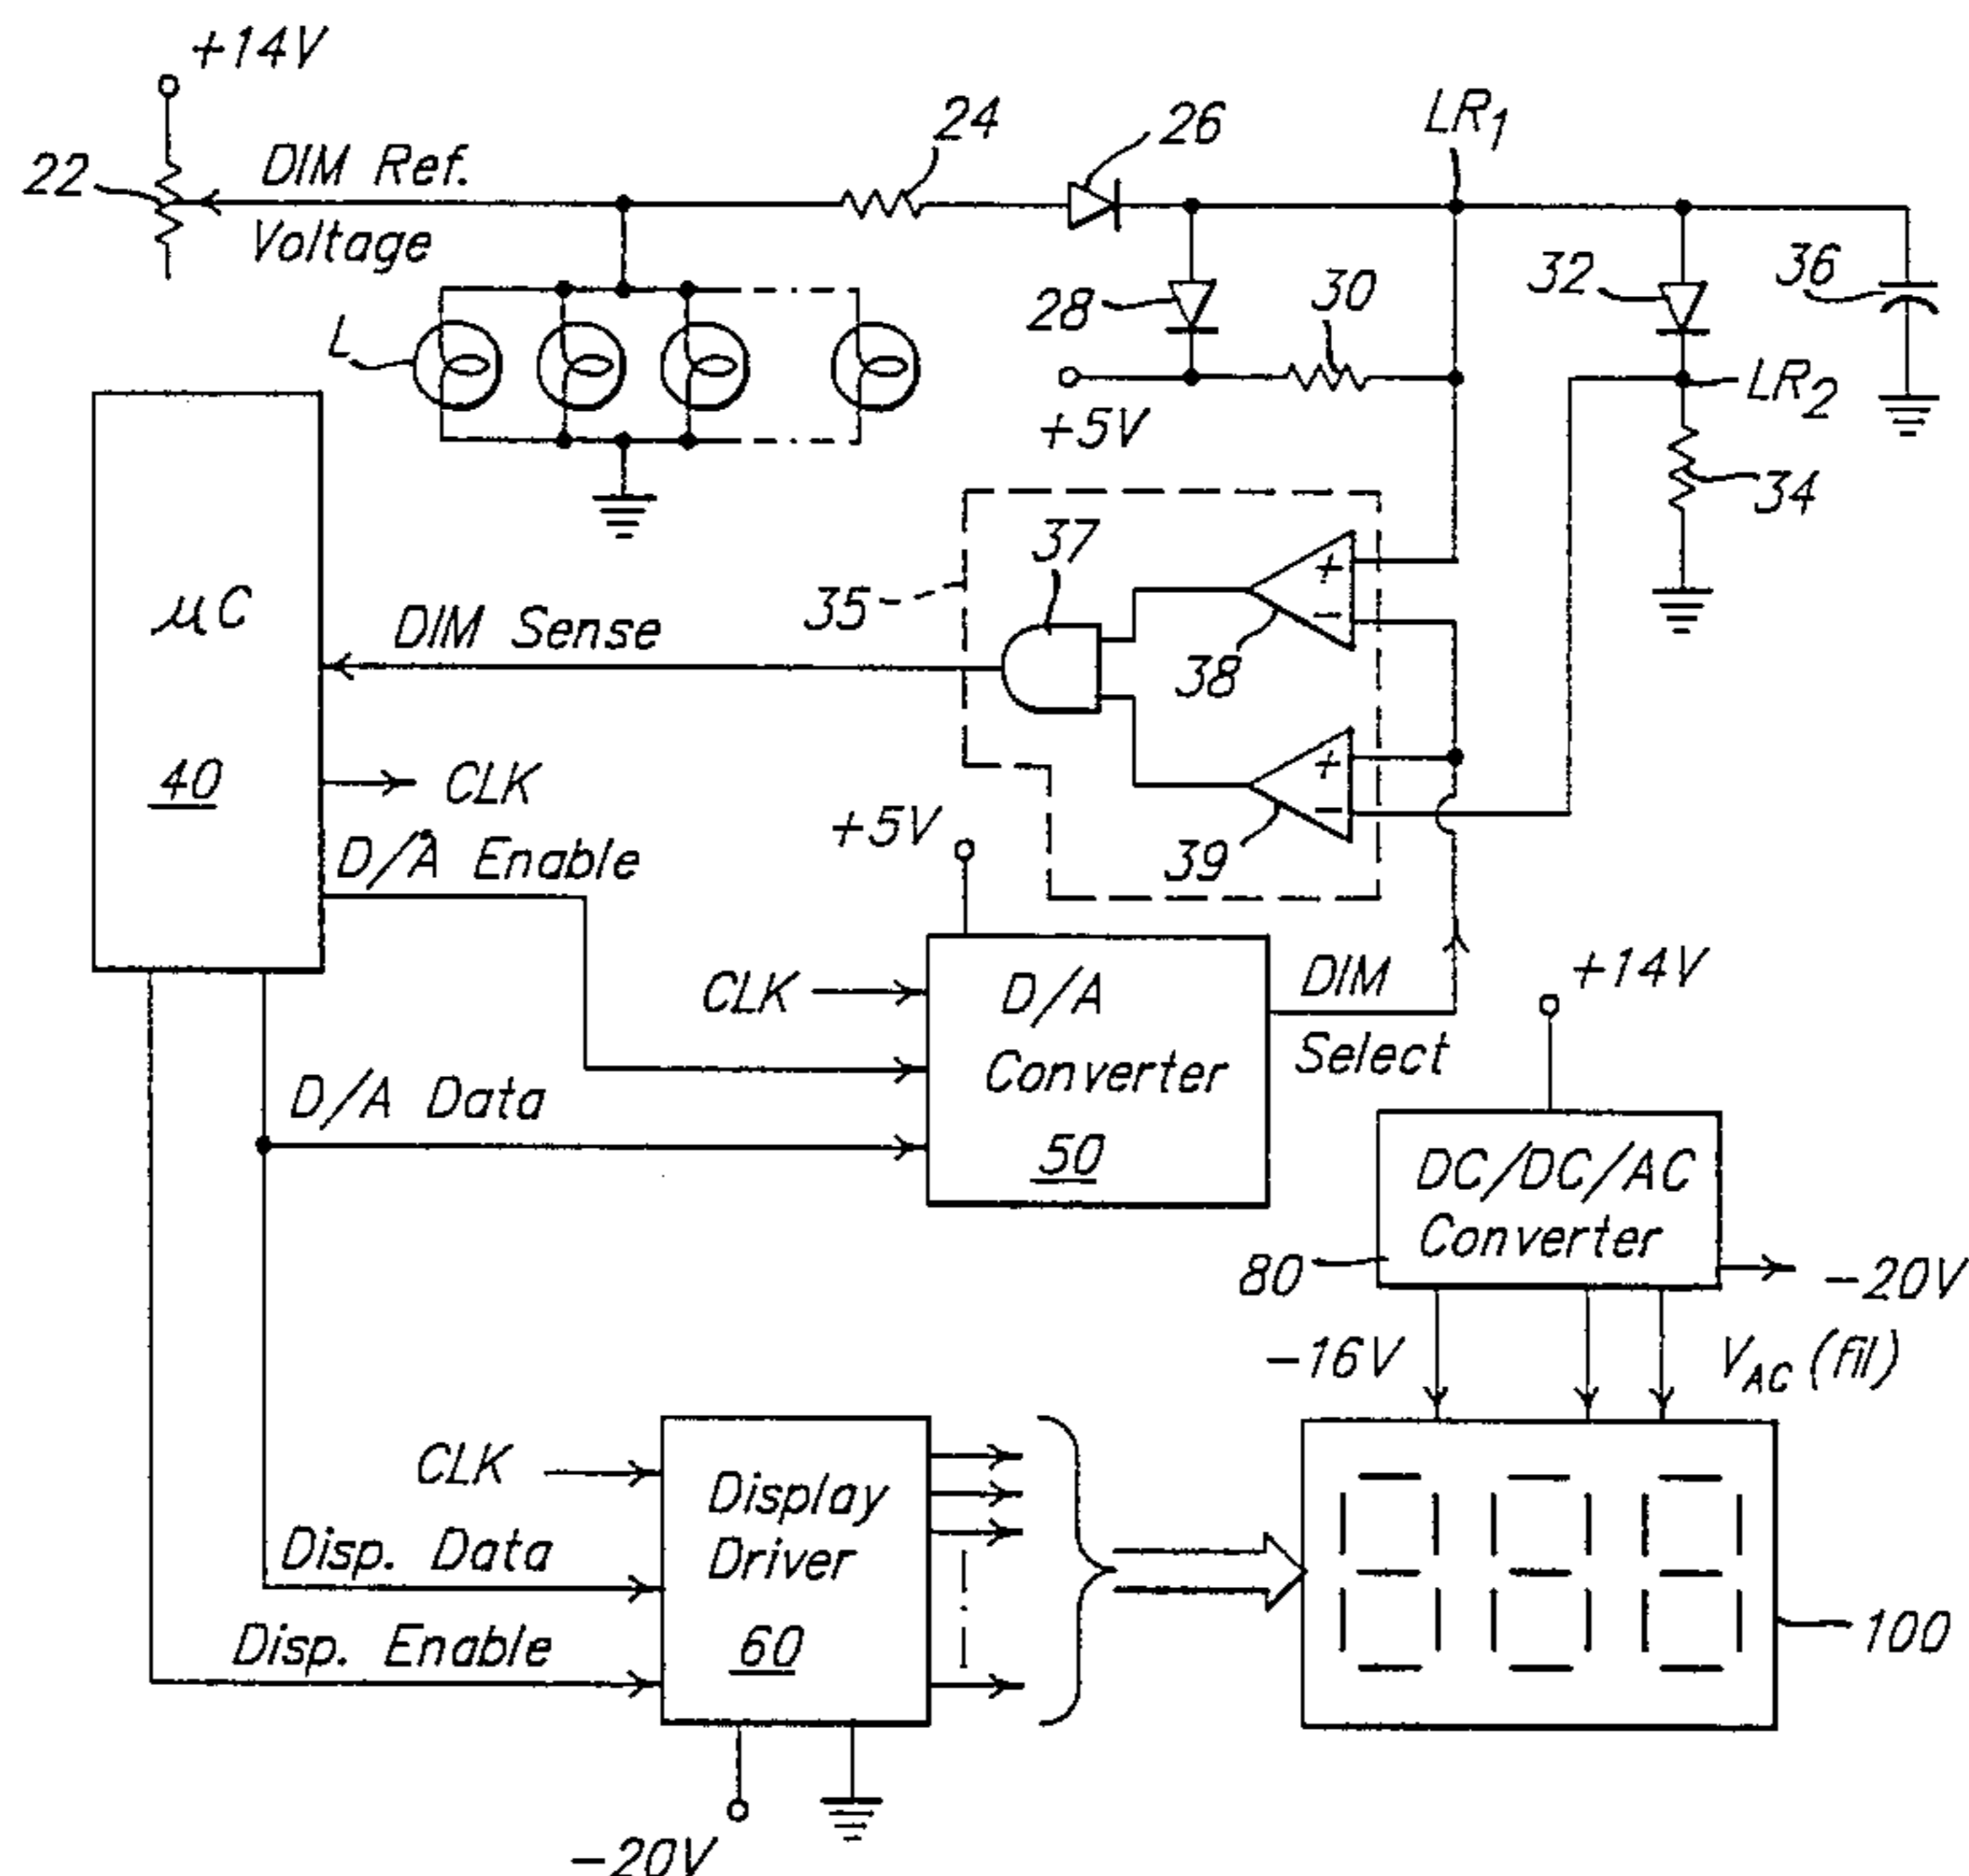 +14V
22
DIM Ref.
Voltage
24
26
LR1
L
28
30
32
36
+5V
LR2
34
μC
40
35
37
+
-
38
DIM Sense
CLK
+
-
39
D/A Enable
+5V
CLK
D/A
Converter
50
DIM
Select
D/A Data
+14V
DC/DC/AC
Converter
80
-20V
-16V
VAC (fil)
CLK
Display
Driver
60
Disp. Data
Disp. Enable
888
100
-20V